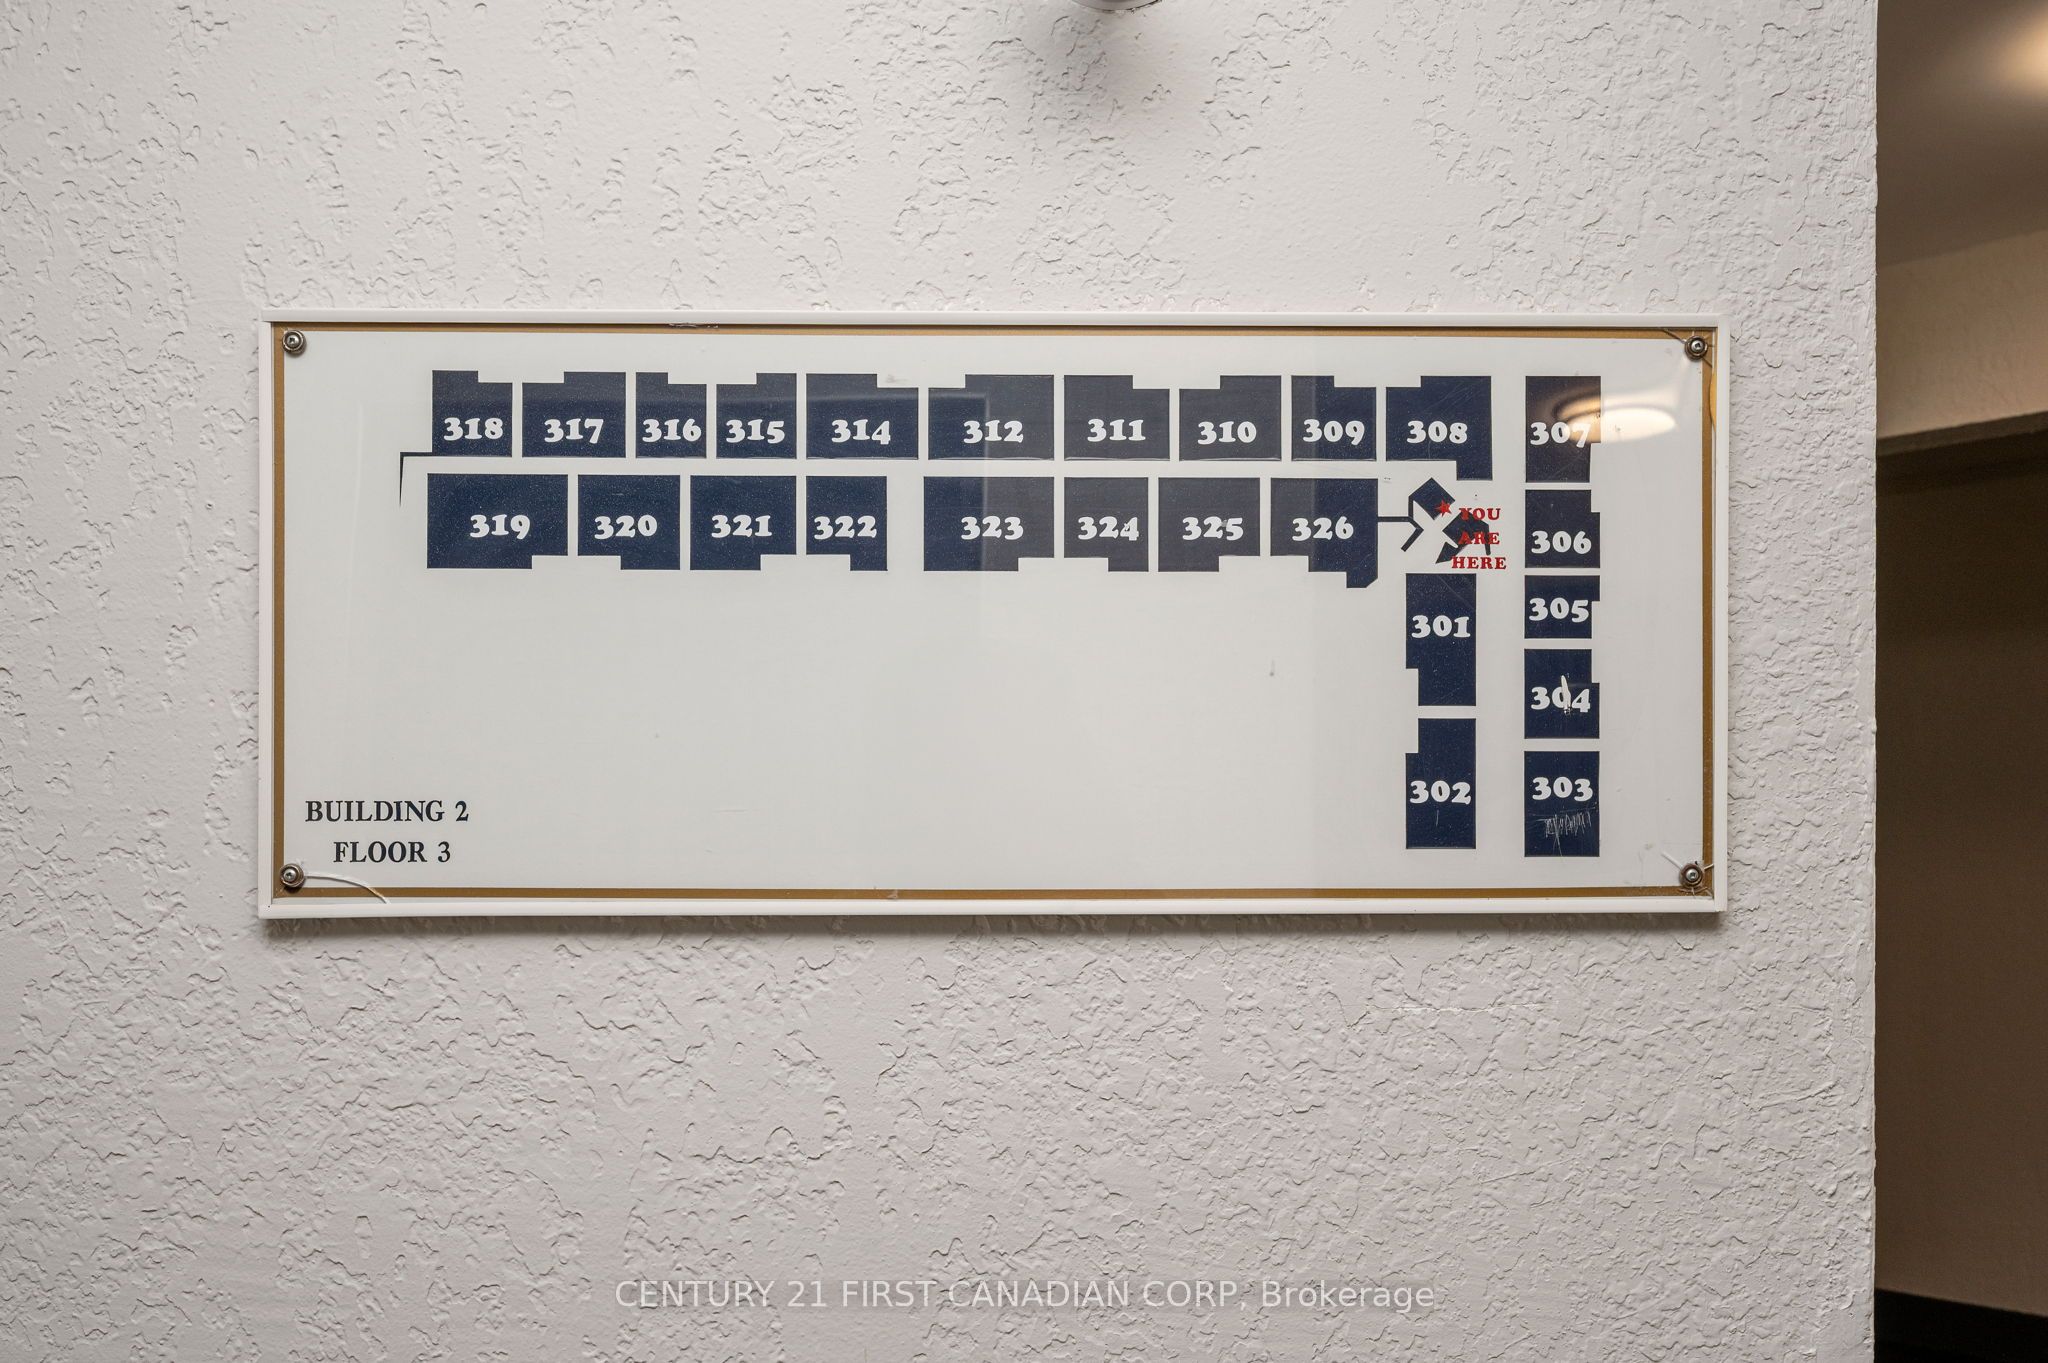 318 317 316 315 314 312 311 310 309 308 307
319 320 321 322 323 324 325 326
YOU
ARE
HERE
306
305
301
304
302 303
BUILDING 2
FLOOR 3
CENTURY 21 FIRST CANADIAN CORP, Brokerage